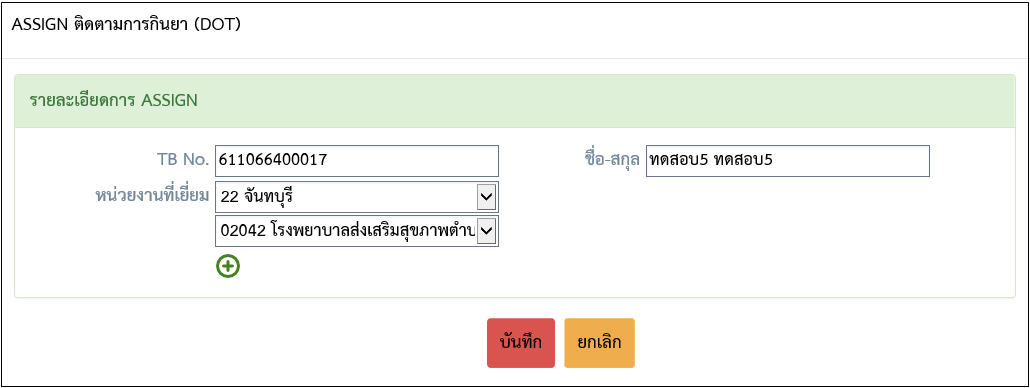 ASSIGN ติดตามการกินยา (DOT)
รายละเอียดการ ASSIGN
TB No. 611066400017 ชื่อ-สกุล ทดสอบ5 ทดสอบ5
หน่วยงานที่เยี่ยม 22 จันทบุรี
02042 โรงพยาบาลส่งเสริมสุขภาพตำบ
บันทึก ยกเลิก